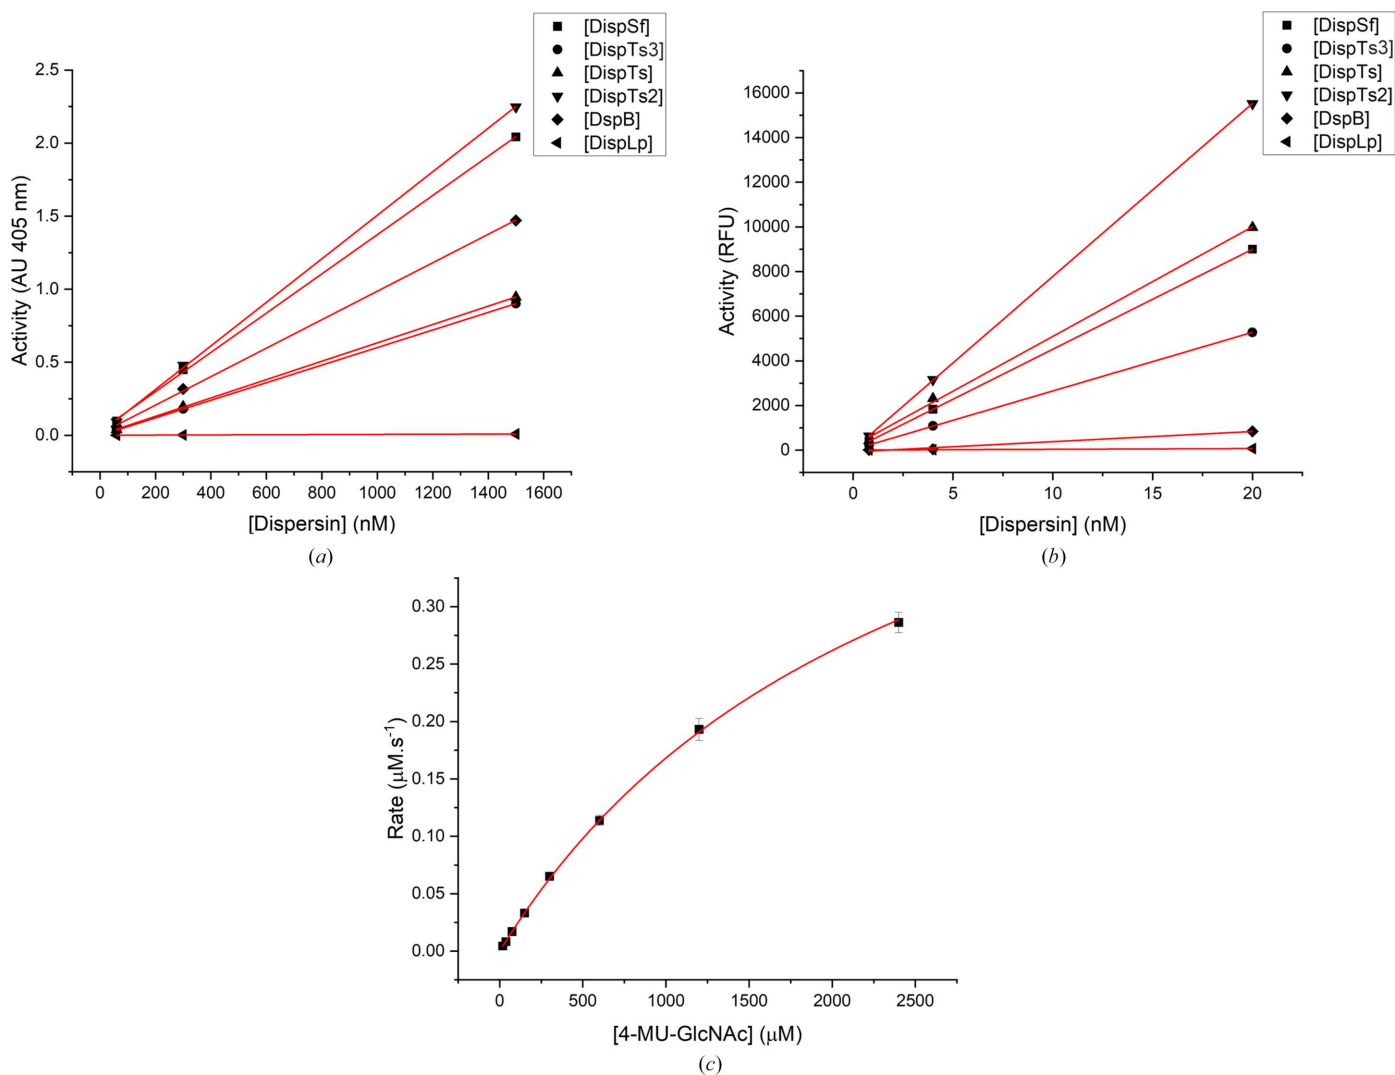 [DispSf]
[DispTs3]
[DispTs]
[DispTs2]
[DspB]
[DispLp]
2.5
2.0
1.5
1.0
0.5
0.0
Activity (AU 405 nm)
0 200 400 600 800 1000 1200 1400 1600
[Dispersin] (nM)
(a)
[DispSf]
[DispTs3]
[DispTs]
[DispTs2]
[DspB]
[DispLp]
16000
14000
12000
10000
8000
6000
4000
2000
0
Activity (RFU)
0 5 10 15 20
[Dispersin] (nM)
(b)
0.30
0.25
0.20
0.15
0.10
0.05
0.00
Rate (μM.s⁻¹)
0 500 1000 1500 2000 2500
[4-MU-GlcNAc] (μM)
(c)